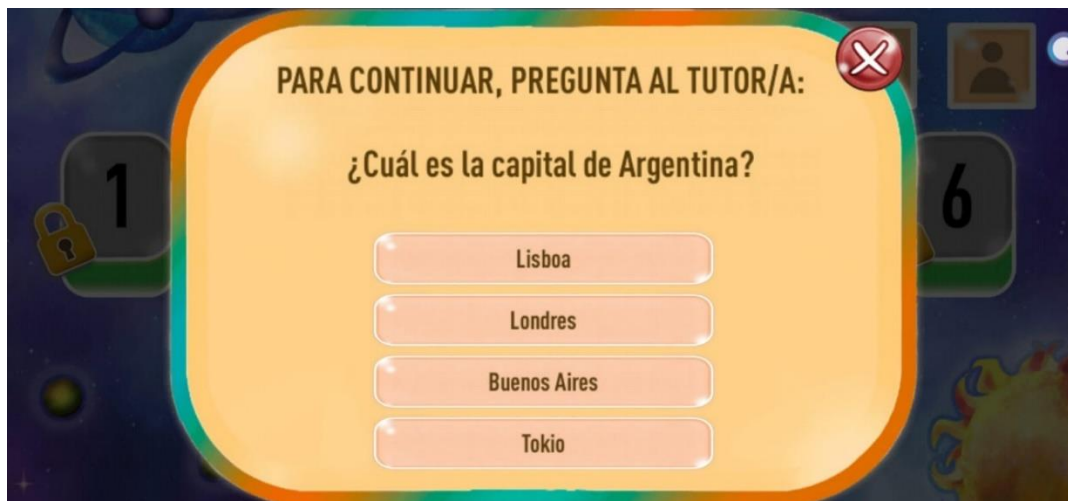 PARA CONTINUAR, PREGUNTA AL TUTOR/A:
¿Cuál es la capital de Argentina?
1
6
Lisboa
Londres
Buenos Aires
Tokio